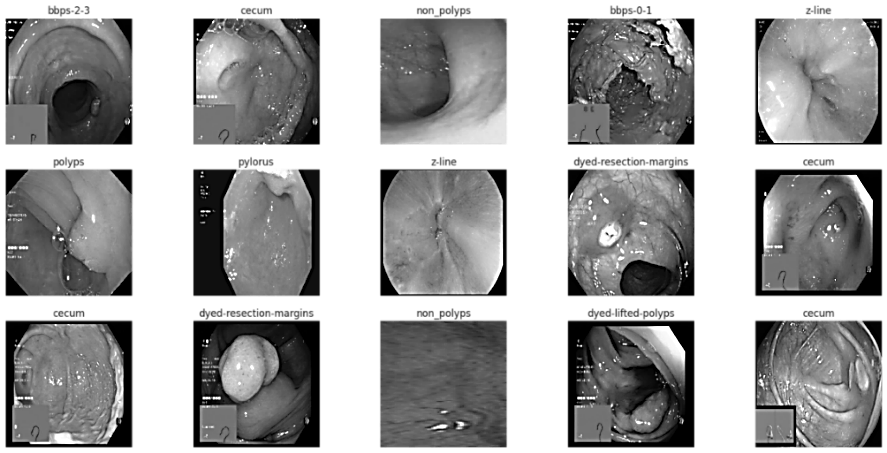 bbps-2-3 cecum non_polyps bbps-0-1 z-line
polyps pylorus z-line dyed-resection-margins cecum
cecum dyed-resection-margins non_polyps dyed-lifted-polyps cecum